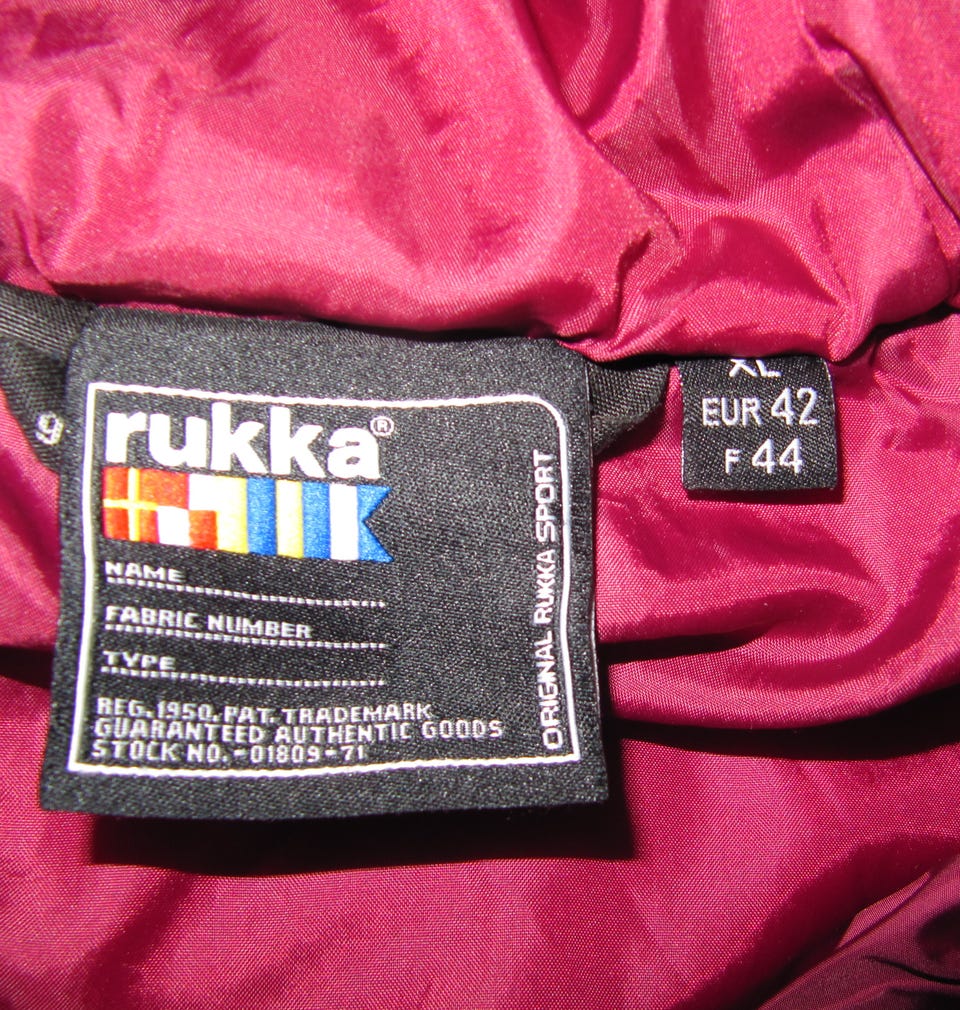 rukka®
NAME
FABRIC NUMBER
TYPE
REG.1950.PAT. TRADEMARK
GUARANTEED AUTHENTIC GOODS
STOCK NO.-01809-71
ORIGINAL RUKKA SPORT
9
XL
EUR 42
F 44